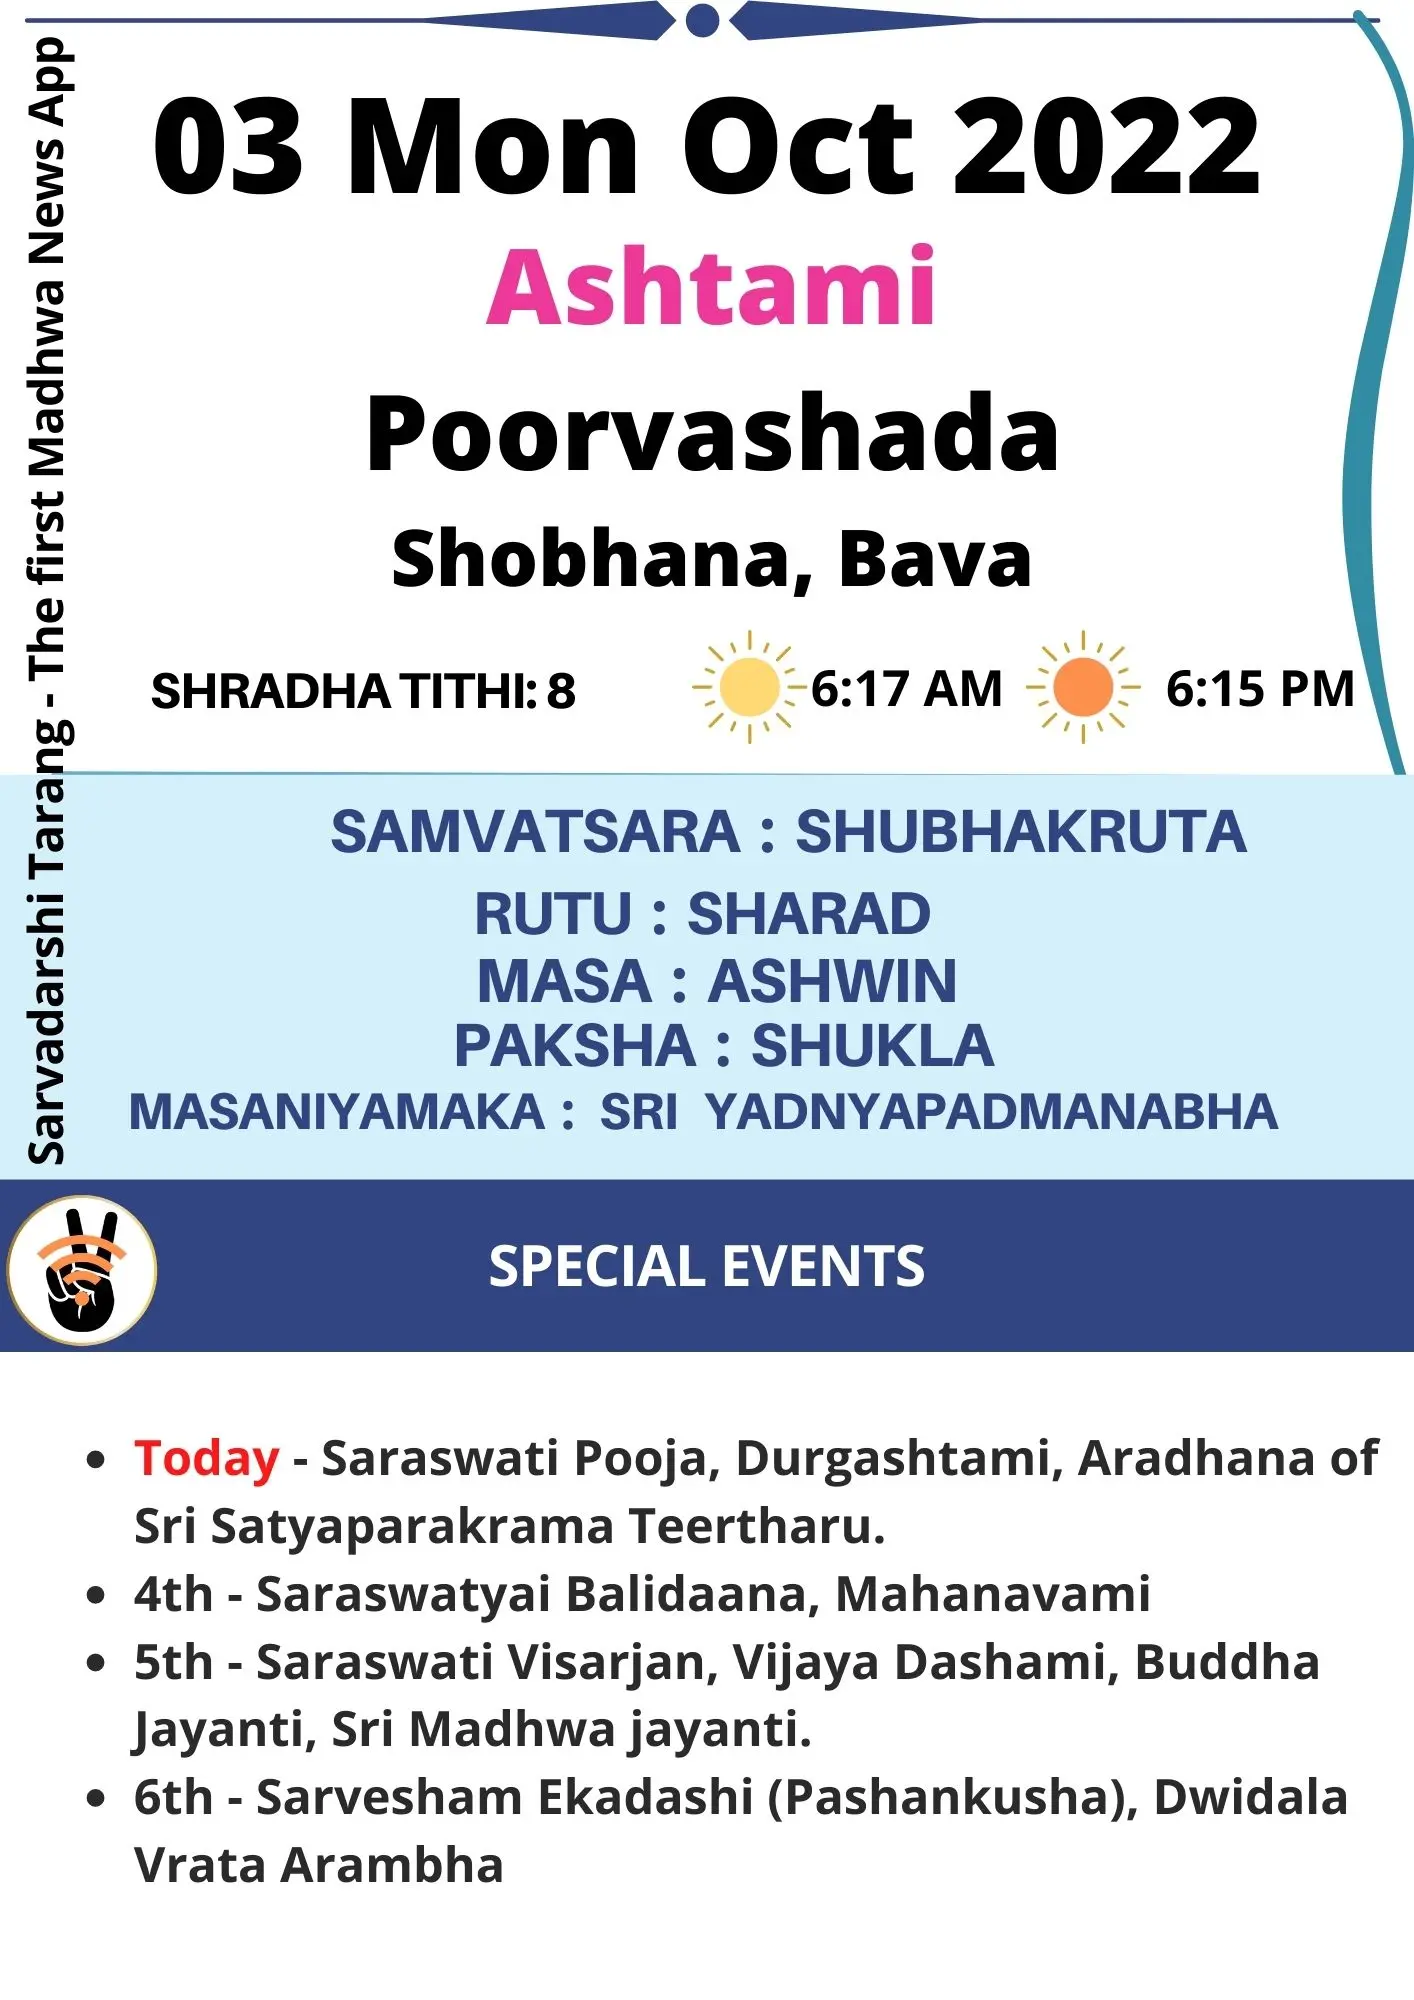 03 Mon Oct 2022
Ashtami
Poorvashada
Shobhana, Bava
SHRADHA TITHI: 8 6:17 AM 6:15 PM
Sarvadarshi Tarang - The first Madhwa News App
SAMVATSARA : SHUBHAKRUTA
RUTU : SHARAD
MASA : ASHWIN
PAKSHA : SHUKLA
MASANIYAMAKA : SRI YADNYAPADMANABHA
SPECIAL EVENTS
• Today - Saraswati Pooja, Durgashtami, Aradhana of
Sri Satyaparakrama Teertharu.
• 4th - Saraswatyai Balidaana, Mahanavami
• 5th - Saraswati Visarjan, Vijaya Dashami, Buddha
Jayanti, Sri Madhwa jayanti.
• 6th - Sarvesham Ekadashi (Pashankusha), Dwidala
Vrata Arambha